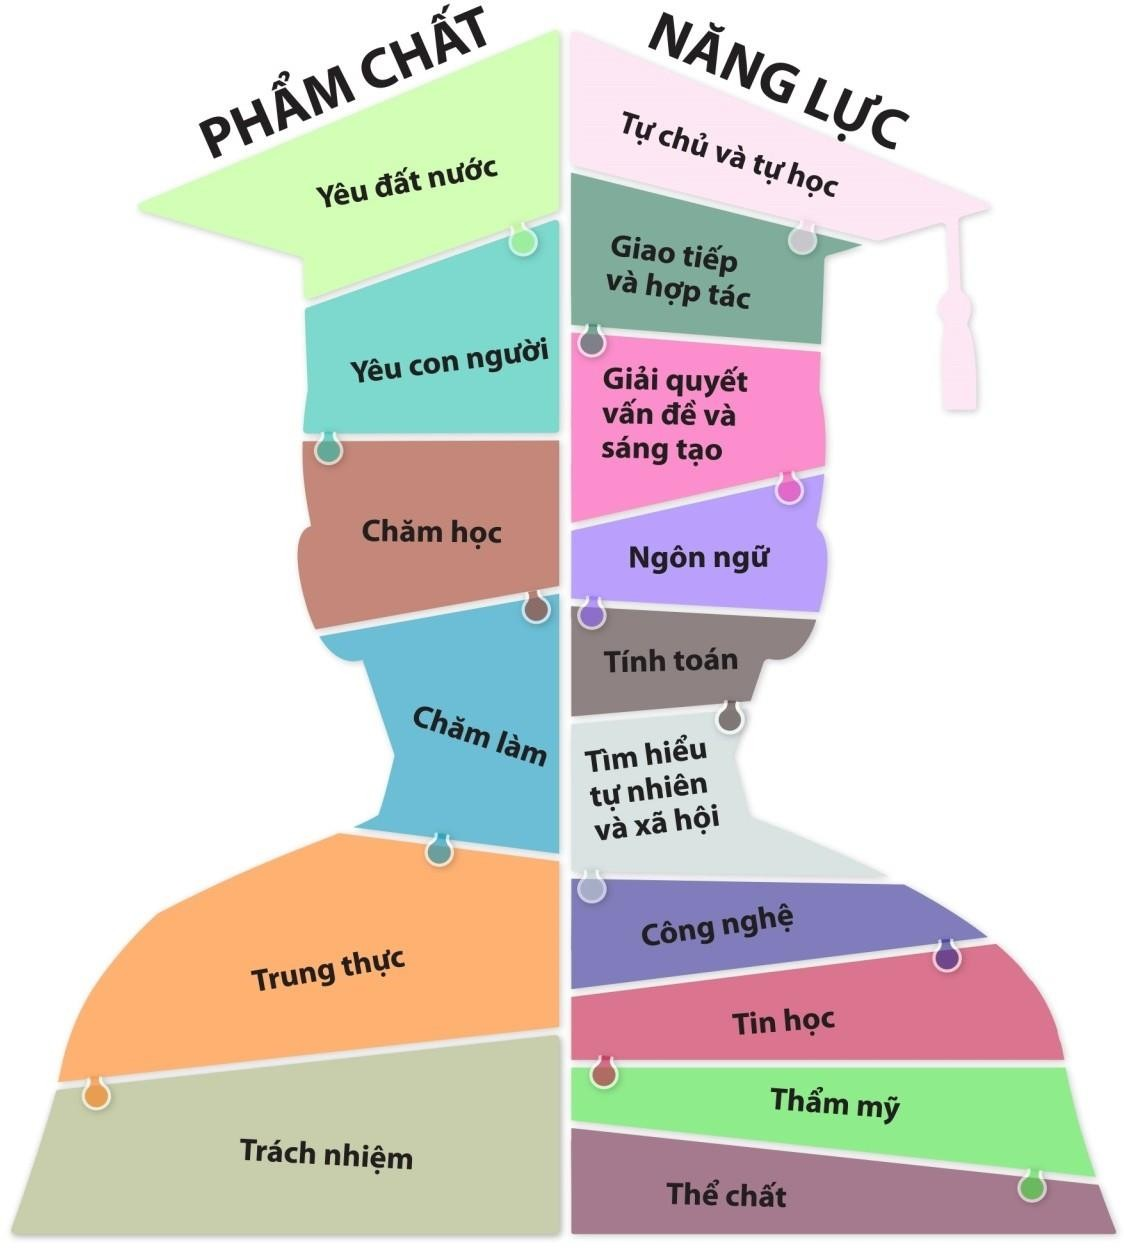 PHẨM CHẤT
Yêu đất nước
Yêu con người
Chăm học
Chăm làm
Trung thực
Trách nhiệm
NĂNG LỰC
Tự chủ và tự học
Giao tiếp
và hợp tác
Giải quyết
vấn đề và
sáng tạo
Ngôn ngữ
Tính toán
Tìm hiểu
tự nhiên
và xã hội
Công nghệ
Tin học
Thẩm mỹ
Thể chất